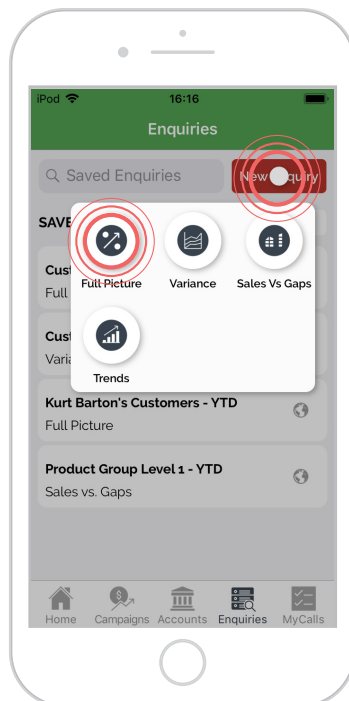 iPod 16:16
Enquiries
Saved Enquiries New quiry
SAVE
Cust
Full
Full Picture Variance Sales Vs Gaps
Cust
Varia
Trends
Kurt Barton's Customers - YTD
Full Picture
Product Group Level 1 - YTD
Sales vs. Gaps
Home Campaigns Accounts Enquiries MyCalls